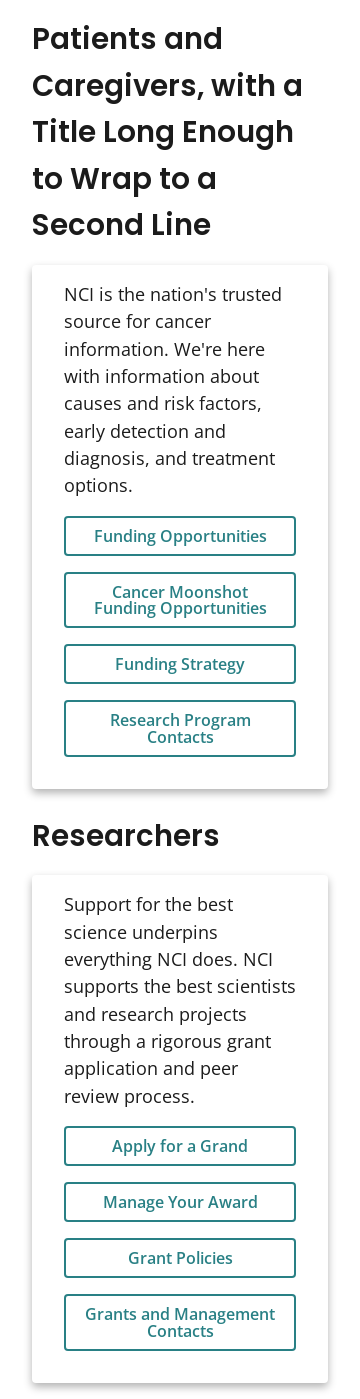 Patients and
Caregivers, with a
Title Long Enough
to Wrap to a
Second Line
NCI is the nation's trusted
source for cancer
information. We're here
with information about
causes and risk factors,
early detection and
diagnosis, and treatment
options.
Funding Opportunities
Cancer Moonshot
Funding Opportunities
Funding Strategy
Research Program
Contacts
Researchers
Support for the best
science underpins
everything NCI does. NCI
supports the best scientists
and research projects
through a rigorous grant
application and peer
review process.
Apply for a Grand
Manage Your Award
Grant Policies
Grants and Management
Contacts